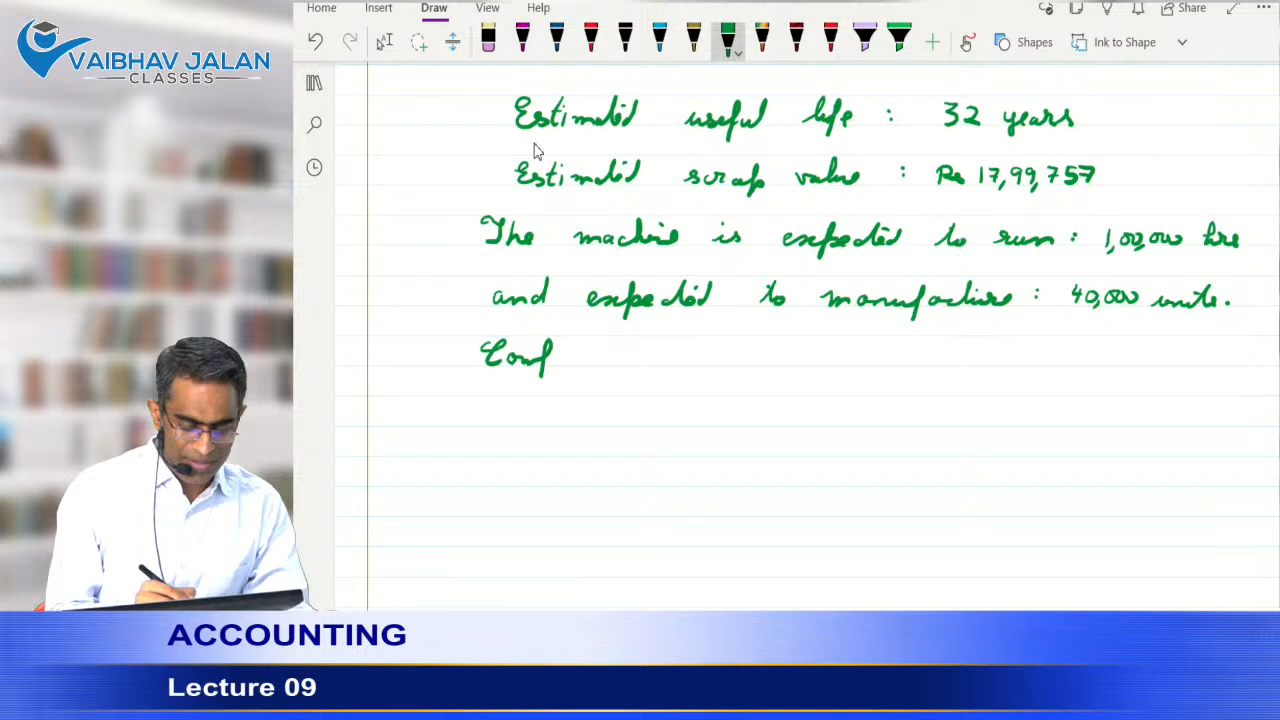 VAIBHAV JALAN
CLASSES
Home Insert Draw View Help
Share
Shapes Ink to Shape
Estimated useful life : 32 years
Estimated scrap value : Rs 17,99,757
The machine is expected to run : 1,00,000 hrs
and expected to manufacture : 40,000 units.
Comp
ACCOUNTING
Lecture 09